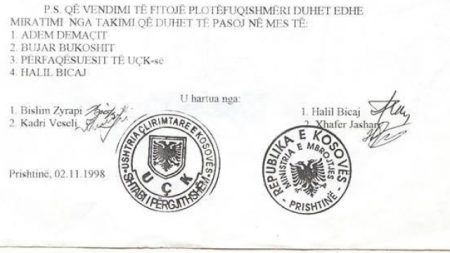 P.S. QË VENDIMI TË FITOJË PLOTËFUQISHMËRI DUHET EDHE
MIRATIMI NGA TAKIMI QË DUHET TË PASOJ NË MES TË:
1. ADEM DEMAÇIT
2. BUJAR BUKOSHIT
3. PËRFAQËSUESIT TË UÇK-se
4. HALIL BICAJ
U hartua nga:
1. Bislim Zyrapi
2. Kadri Veseli
1. Halil Bicaj
2. Xhafer Jashari
USHTRIA ÇLIRIMTARE E KOSOVËS
UÇK
SHTABI I PËRGJITHSHËM
REPUBLIKA E KOSOVËS
MINISTRIA E MBROJTJES
PRISHTINË
Prishtinë, 02.11.1998